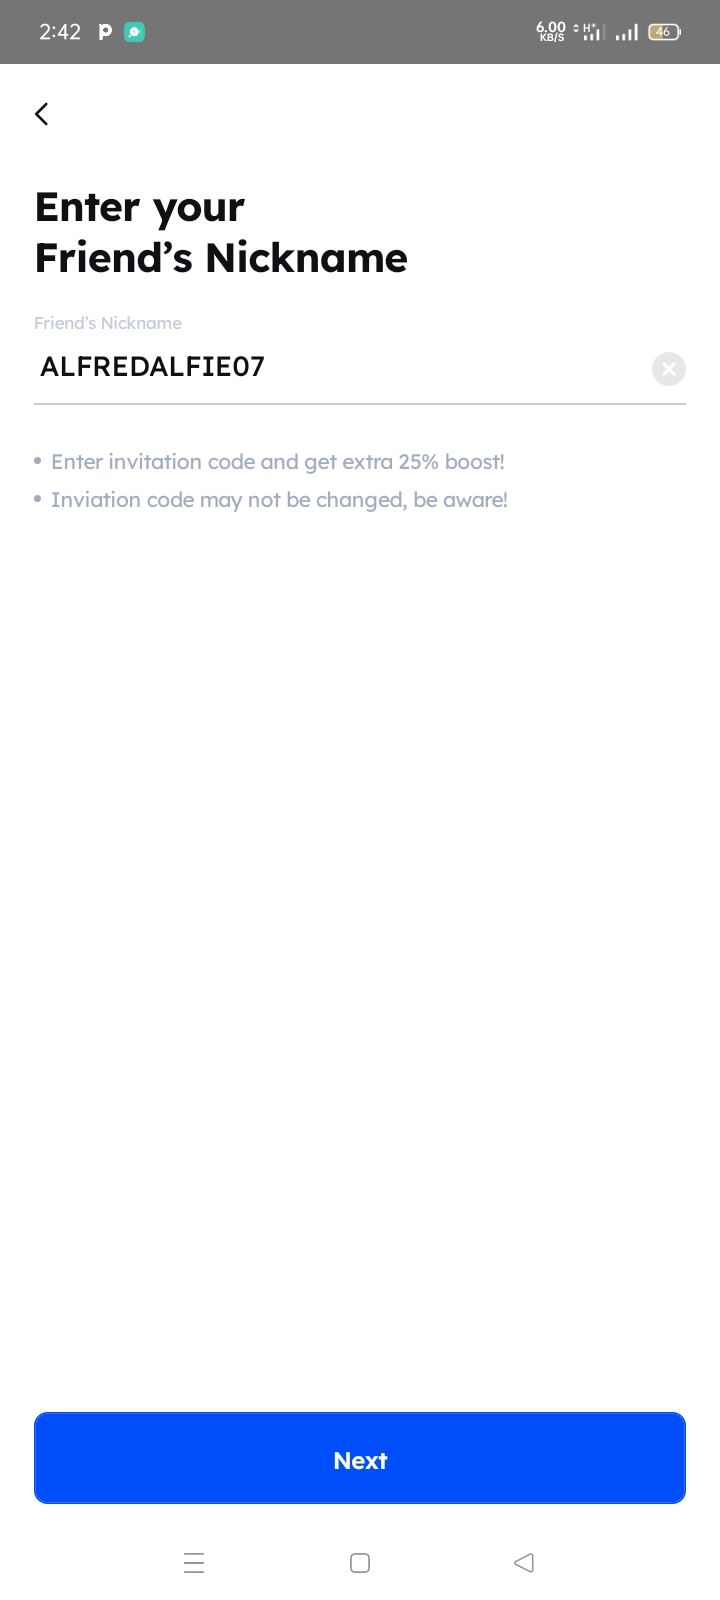 2:42
6.00
KB/S
H+
46
Enter your
Friend’s Nickname
Friend’s Nickname
ALFREDALFIE07
• Enter invitation code and get extra 25% boost!
• Inviation code may not be changed, be aware!
Next